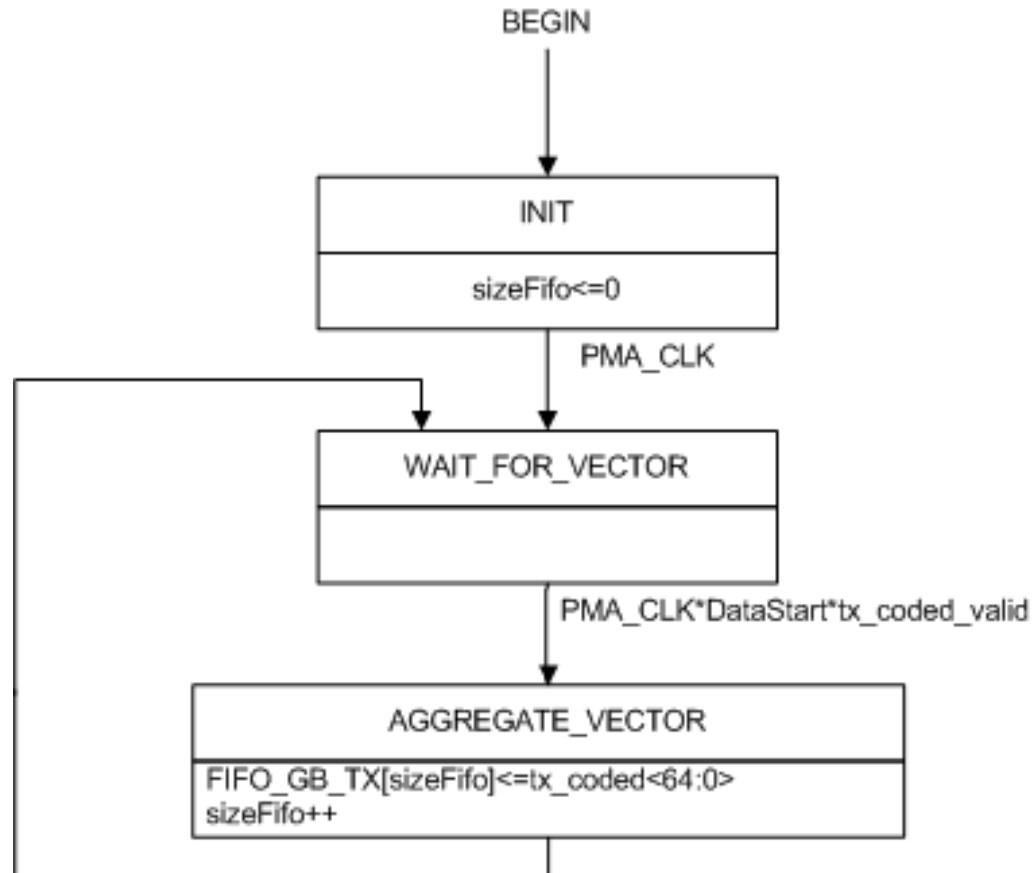 BEGIN
INIT
sizeFifo<=0
PMA_CLK
WAIT_FOR_VECTOR
PMA_CLK*DataStart*tx_coded_valid
AGGREGATE_VECTOR
FIFO_GB_TX[sizeFifo]<=tx_coded<64:0>
sizeFifo++